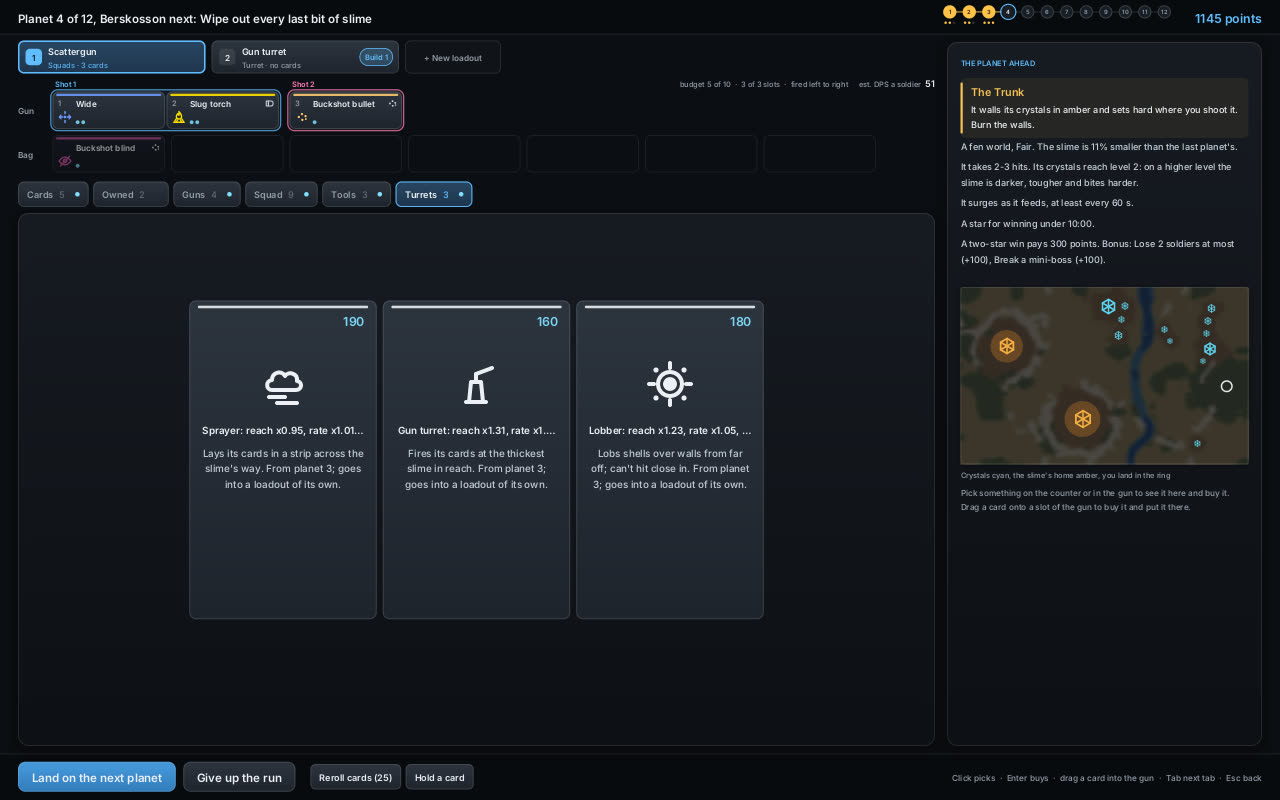 Planet 4 of 12, Berskosson next: Wipe out every last bit of slime
1 2 3 4 5 6 7 8 9 10 11 12
1145 points
1 Scattergun
Squads · 3 cards
2 Gun turret
Turret · no cards
Build 1
+ New loadout
Shot 1
Shot 2
budget 5 of 10 · 3 of 3 slots · fired left to right est. DPS a soldier 51
Gun
1 Wide
2 Slug torch
3 Buckshot bullet
Bag
Buckshot blind
Cards 5
Owned 2
Guns 4
Squad 9
Tools 3
Turrets 3
190
Sprayer: reach x0.95, rate x1.01...
Lays its cards in a strip across the
slime's way. From planet 3; goes
into a loadout of its own.
160
Gun turret: reach x1.31, rate x1....
Fires its cards at the thickest
slime in reach. From planet 3;
goes into a loadout of its own.
180
Lobber: reach x1.23, rate x1.05, ...
Lobs shells over walls from far
off; can't hit close in. From planet
3; goes into a loadout of its own.
THE PLANET AHEAD
The Trunk
It walls its crystals in amber and sets hard where you shoot it.
Burn the walls.
A fen world, Fair. The slime is 11% smaller than the last planet's.
It takes 2-3 hits. Its crystals reach level 2: on a higher level the
slime is darker, tougher and bites harder.
It surges as it feeds, at least every 60 s.
A star for winning under 10:00.
A two-star win pays 300 points. Bonus: Lose 2 soldiers at most
(+100), Break a mini-boss (+100).
Crystals cyan, the slime's home amber, you land in the ring
Pick something on the counter or in the gun to see it here and buy it.
Drag a card onto a slot of the gun to buy it and put it there.
Land on the next planet
Give up the run
Reroll cards (25)
Hold a card
Click picks · Enter buys · drag a card into the gun · Tab next tab · Esc back